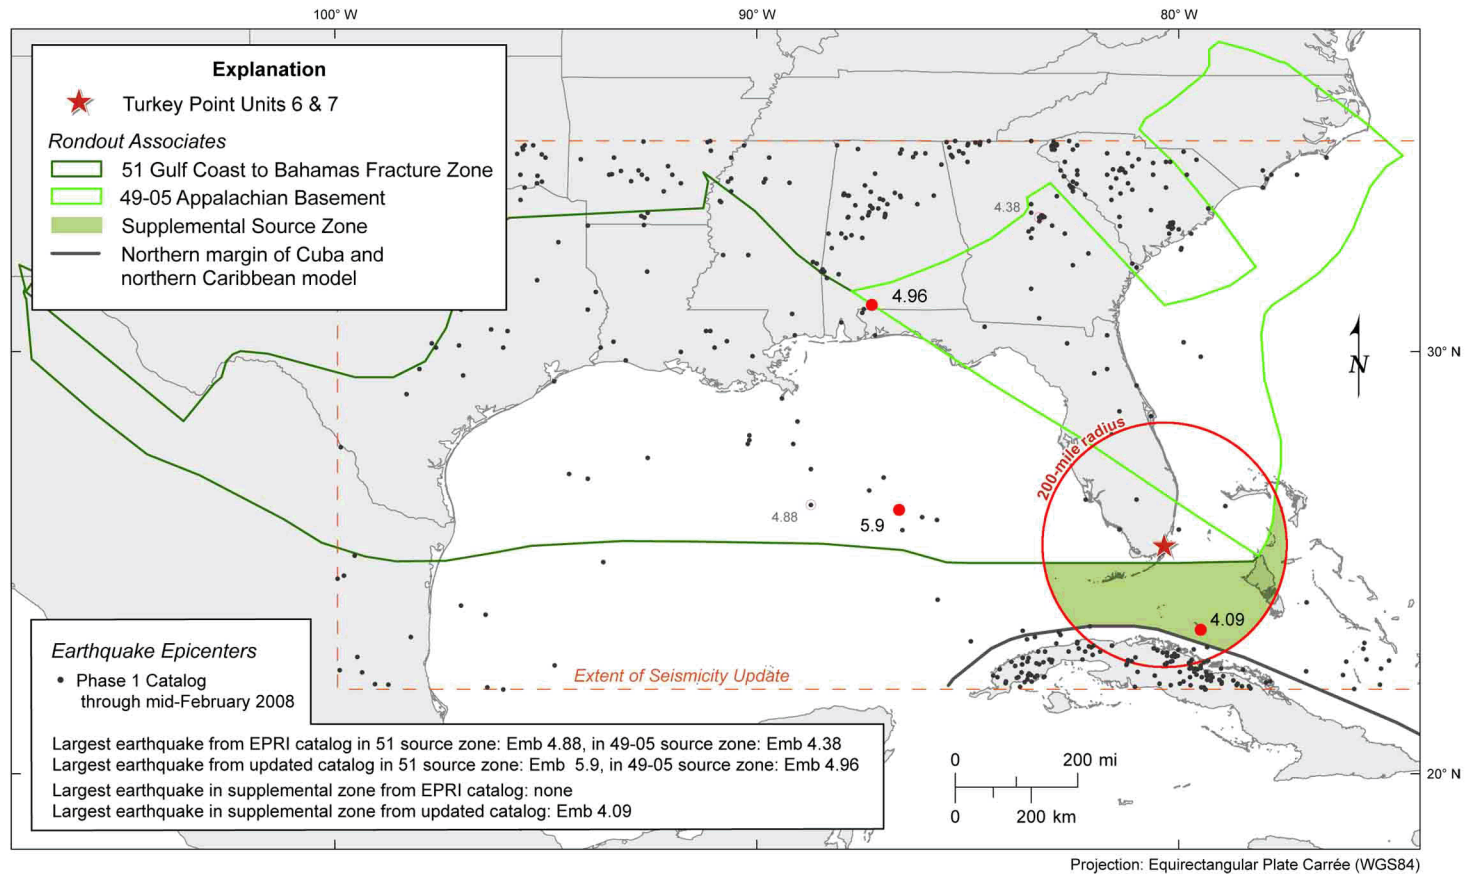 100° W
90° W
80° W
Explanation
Turkey Point Units 6 & 7
Rondout Associates
51 Gulf Coast to Bahamas Fracture Zone
49-05 Appalachian Basement
Supplemental Source Zone
Northern margin of Cuba and
northern Caribbean model
4.38
4.96
30° N
N
200-mile radius
4.88
5.9
4.09
Extent of Seismicity Update
Earthquake Epicenters
Phase 1 Catalog
through mid-February 2008
Largest earthquake from EPRI catalog in 51 source zone: Emb 4.88, in 49-05 source zone: Emb 4.38
Largest earthquake from updated catalog in 51 source zone: Emb 5.9, in 49-05 source zone: Emb 4.96
Largest earthquake in supplemental zone from EPRI catalog: none
Largest earthquake in supplemental zone from updated catalog: Emb 4.09
0
200 mi
0
200 km
20° N
Projection: Equirectangular Plate Carrée (WGS84)